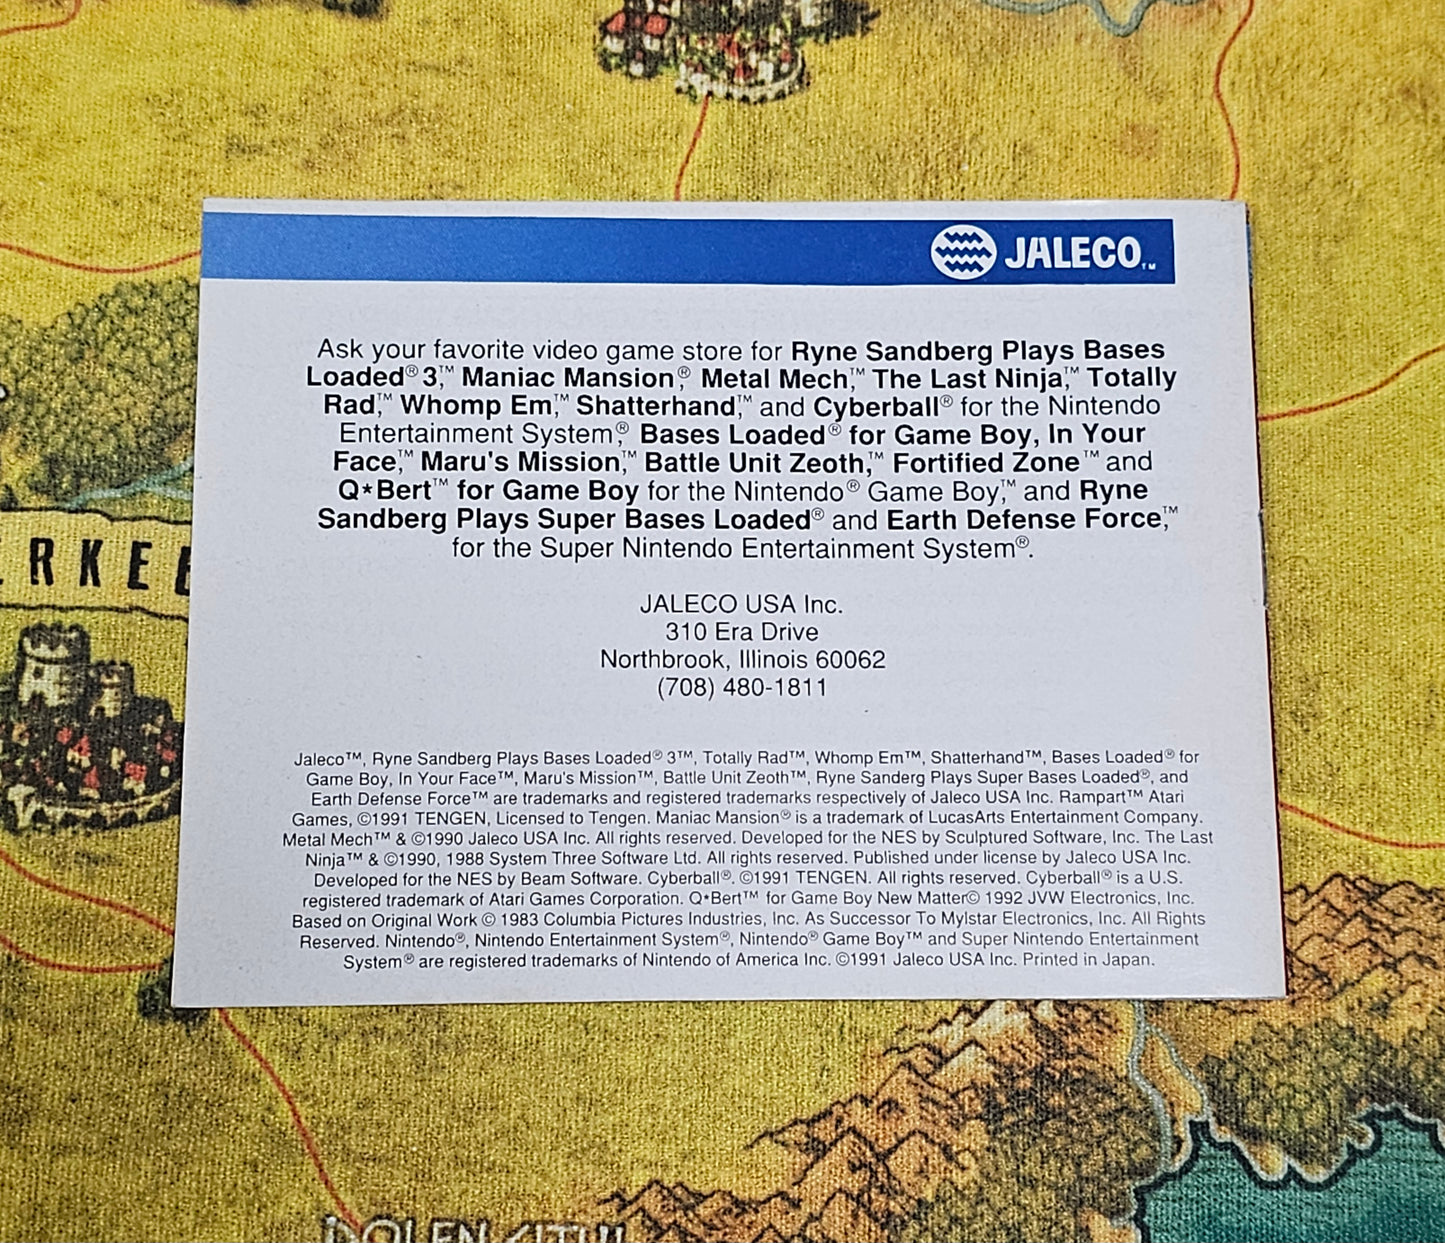 JALECO™
Ask your favorite video game store for Ryne Sandberg Plays Bases
Loaded® 3,™ Maniac Mansion,® Metal Mech,™ The Last Ninja,™ Totally
Rad,™ Whomp Em,™ Shatterhand,™ and Cyberball® for the Nintendo
Entertainment System,® Bases Loaded® for Game Boy, In Your
Face,™ Maru's Mission,™ Battle Unit Zeoth,™ Fortified Zone™ and
Q*Bert™ for Game Boy for the Nintendo® Game Boy,™ and Ryne
Sandberg Plays Super Bases Loaded® and Earth Defense Force,™
for the Super Nintendo Entertainment System®.
JALECO USA Inc.
310 Era Drive
Northbrook, Illinois 60062
(708) 480-1811
Jaleco™, Ryne Sandberg Plays Bases Loaded® 3™, Totally Rad™, Whomp Em™, Shatterhand™, Bases Loaded® for
Game Boy, In Your Face™, Maru's Mission™, Battle Unit Zeoth™, Ryne Sanderg Plays Super Bases Loaded®, and
Earth Defense Force™ are trademarks and registered trademarks respectively of Jaleco USA Inc. Rampart™ Atari
Games, ©1991 TENGEN, Licensed to Tengen. Maniac Mansion® is a trademark of LucasArts Entertainment Company.
Metal Mech™ & ©1990 Jaleco USA Inc. All rights reserved. Developed for the NES by Sculptured Software, Inc. The Last
Ninja™ & ©1990, 1988 System Three Software Ltd. All rights reserved. Published under license by Jaleco USA Inc.
Developed for the NES by Beam Software. Cyberball®. ©1991 TENGEN. All rights reserved. Cyberball® is a U.S.
registered trademark of Atari Games Corporation. Q*Bert™ for Game Boy New Matter© 1992 JVW Electronics, Inc.
Based on Original Work © 1983 Columbia Pictures Industries, Inc. As Successor To Mylstar Electronics, Inc. All Rights
Reserved. Nintendo®, Nintendo Entertainment System®, Nintendo® Game Boy™ and Super Nintendo Entertainment
System® are registered trademarks of Nintendo of America Inc. ©1991 Jaleco USA Inc. Printed in Japan.